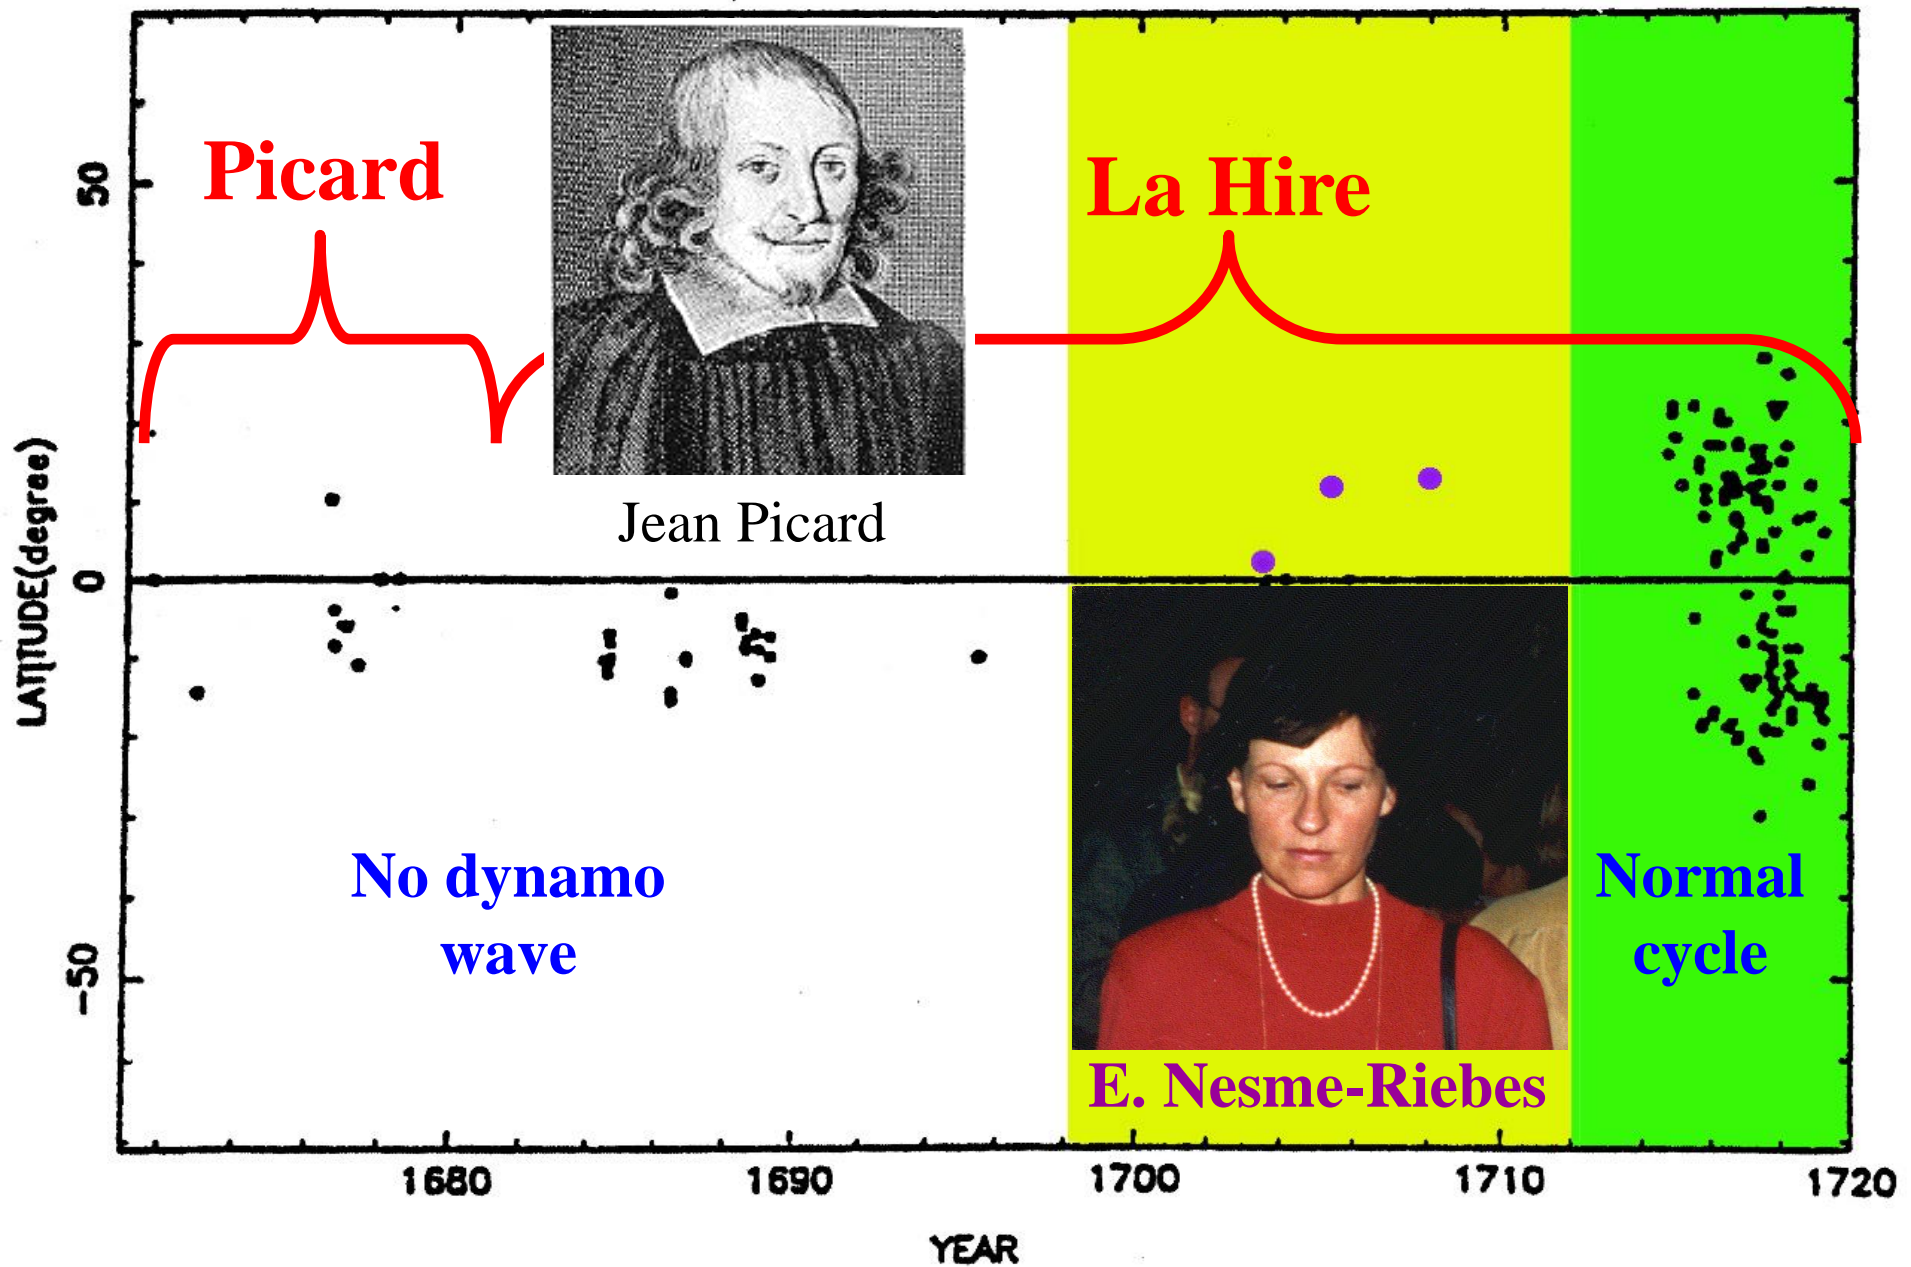 Picard
La Hire
Jean Picard
50
0
-50
LATITUDE(degree)
No dynamo
wave
E. Nesme-Riebes
Normal
cycle
1680 1690 1700 1710 1720
YEAR